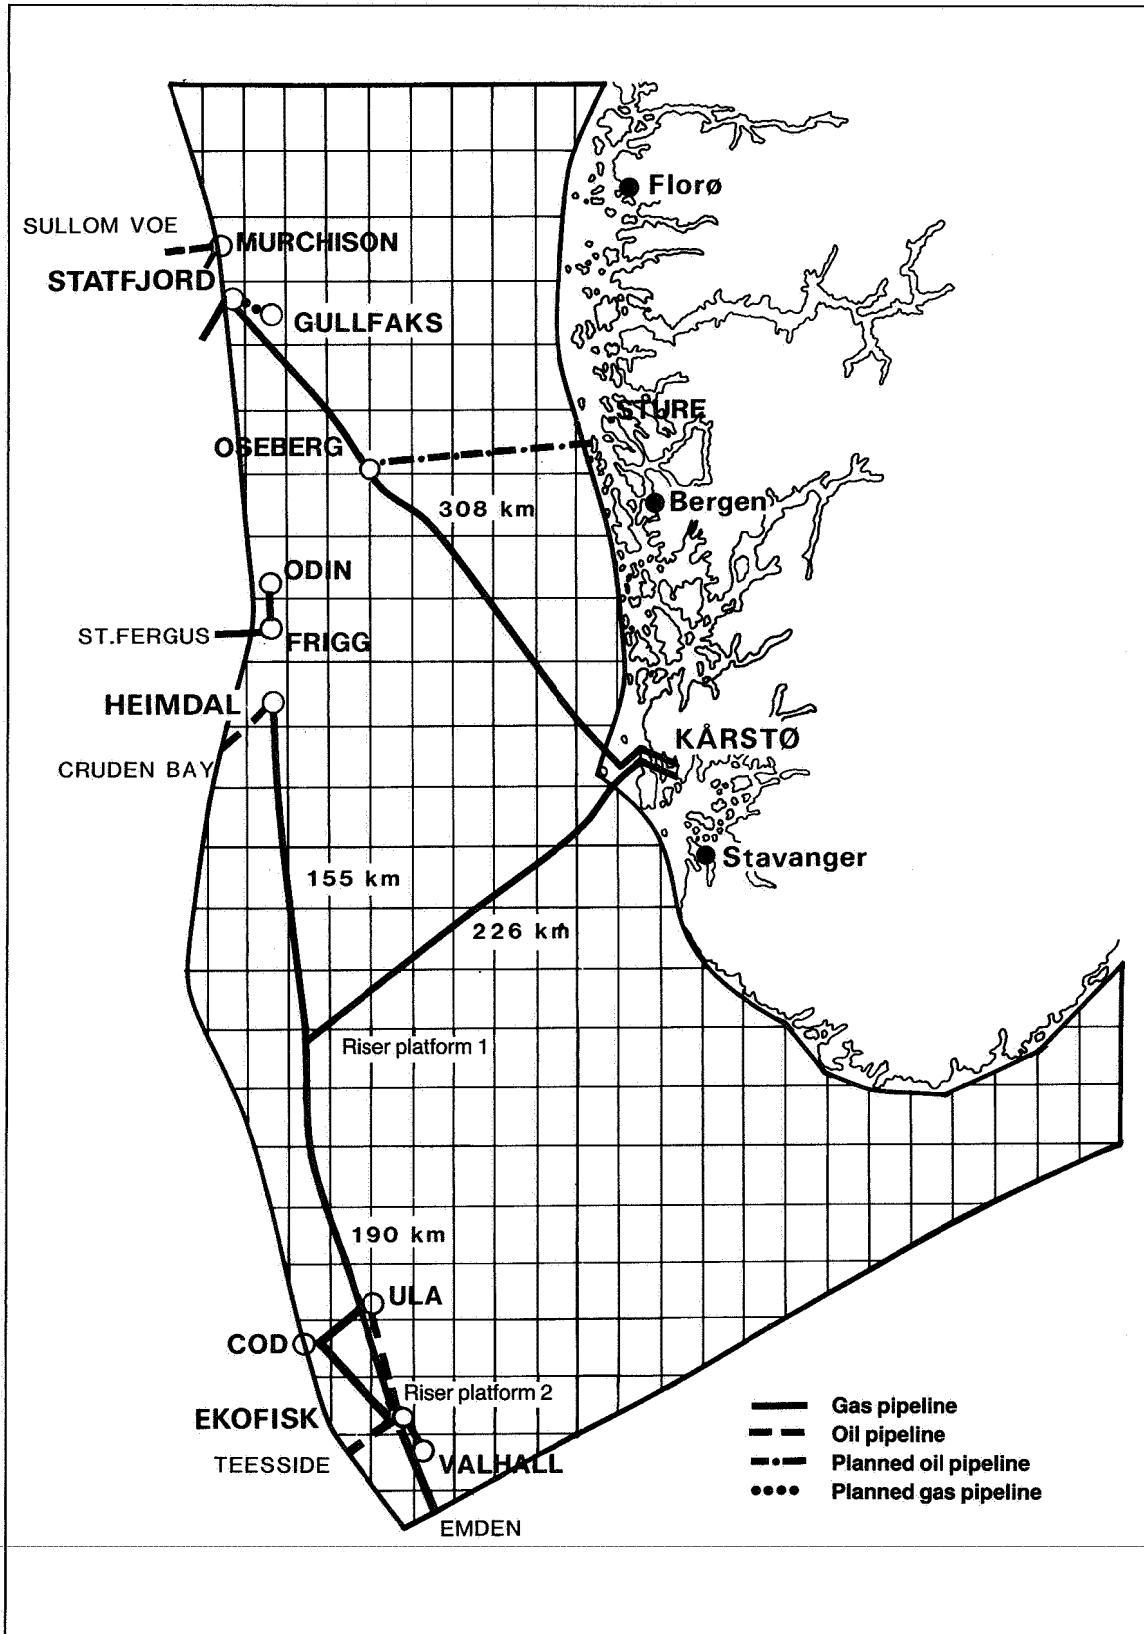 Florø
SULLOM VOE
MURCHISON
STATFJORD
GULLFAKS
STURE
OSEBERG
Bergen
308 km
ODIN
ST.FERGUS
FRIGG
HEIMDAL
KÅRSTØ
CRUDEN BAY
Stavanger
155 km
226 km
Riser platform 1
190 km
ULA
COD
Riser platform 2
EKOFISK
TEESSIDE
VALHALL
EMDEN
Gas pipeline
Oil pipeline
Planned oil pipeline
Planned gas pipeline